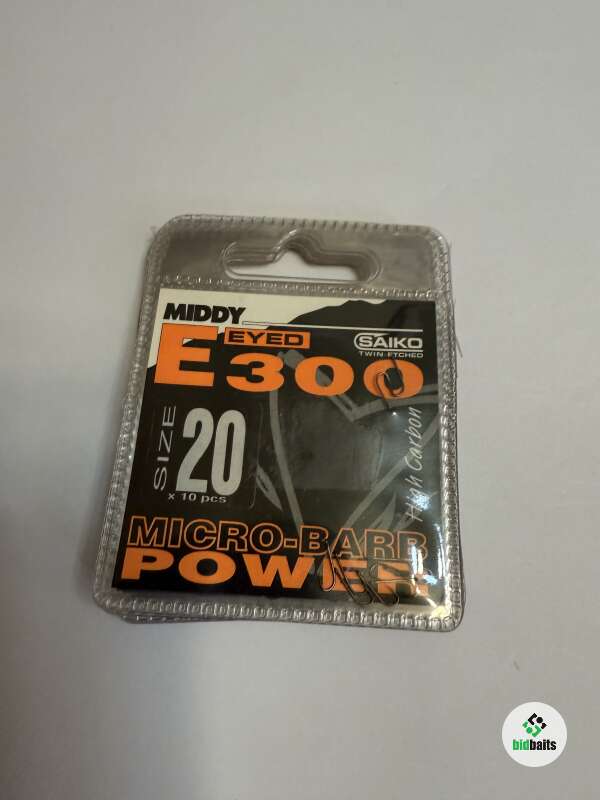 MIDDY
EYED
SAIKO
TWIN-ETCHED
E300
SIZE
20
x 10 pcs
High Carbon
MICRO-BARB
POWER
bidbaits